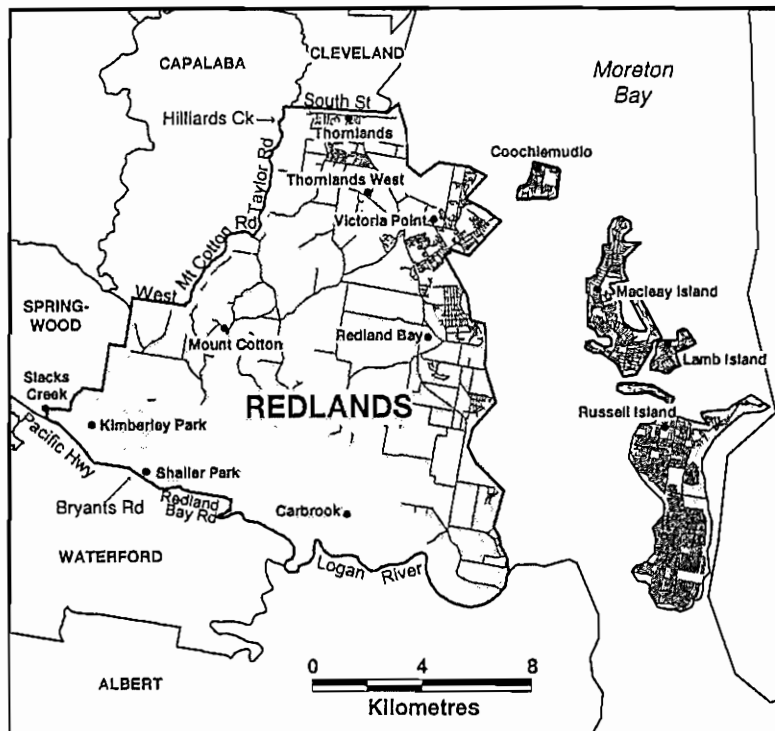 CLEVELAND
CAPALABA
Moreton
Bay
South St
Hilliards Ck
Thornlands
Coochiemudlo
Taylor Rd
Thornlands West
Victoria Point
Mt Cotton
Rd
West
Macleay Island
SPRING-
WOOD
Mount Cotton
Redland Bay
Lamb Island
Slacks
Creek
REDLANDS
Russell Island
Kimberley Park
Pacific Hwy
Shailer Park
Bryants Rd
Redland
Bay Rd
Carbrook
WATERFORD
Logan River
ALBERT
0 4 8
Kilometres